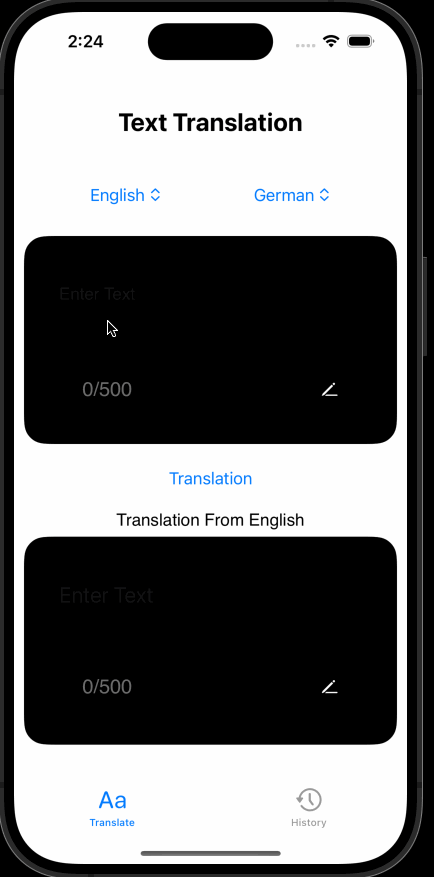 2:24
Text Translation
English German
Enter Text
0/500
Translation
Translation From English
Enter Text
0/500
Aa
Translate History